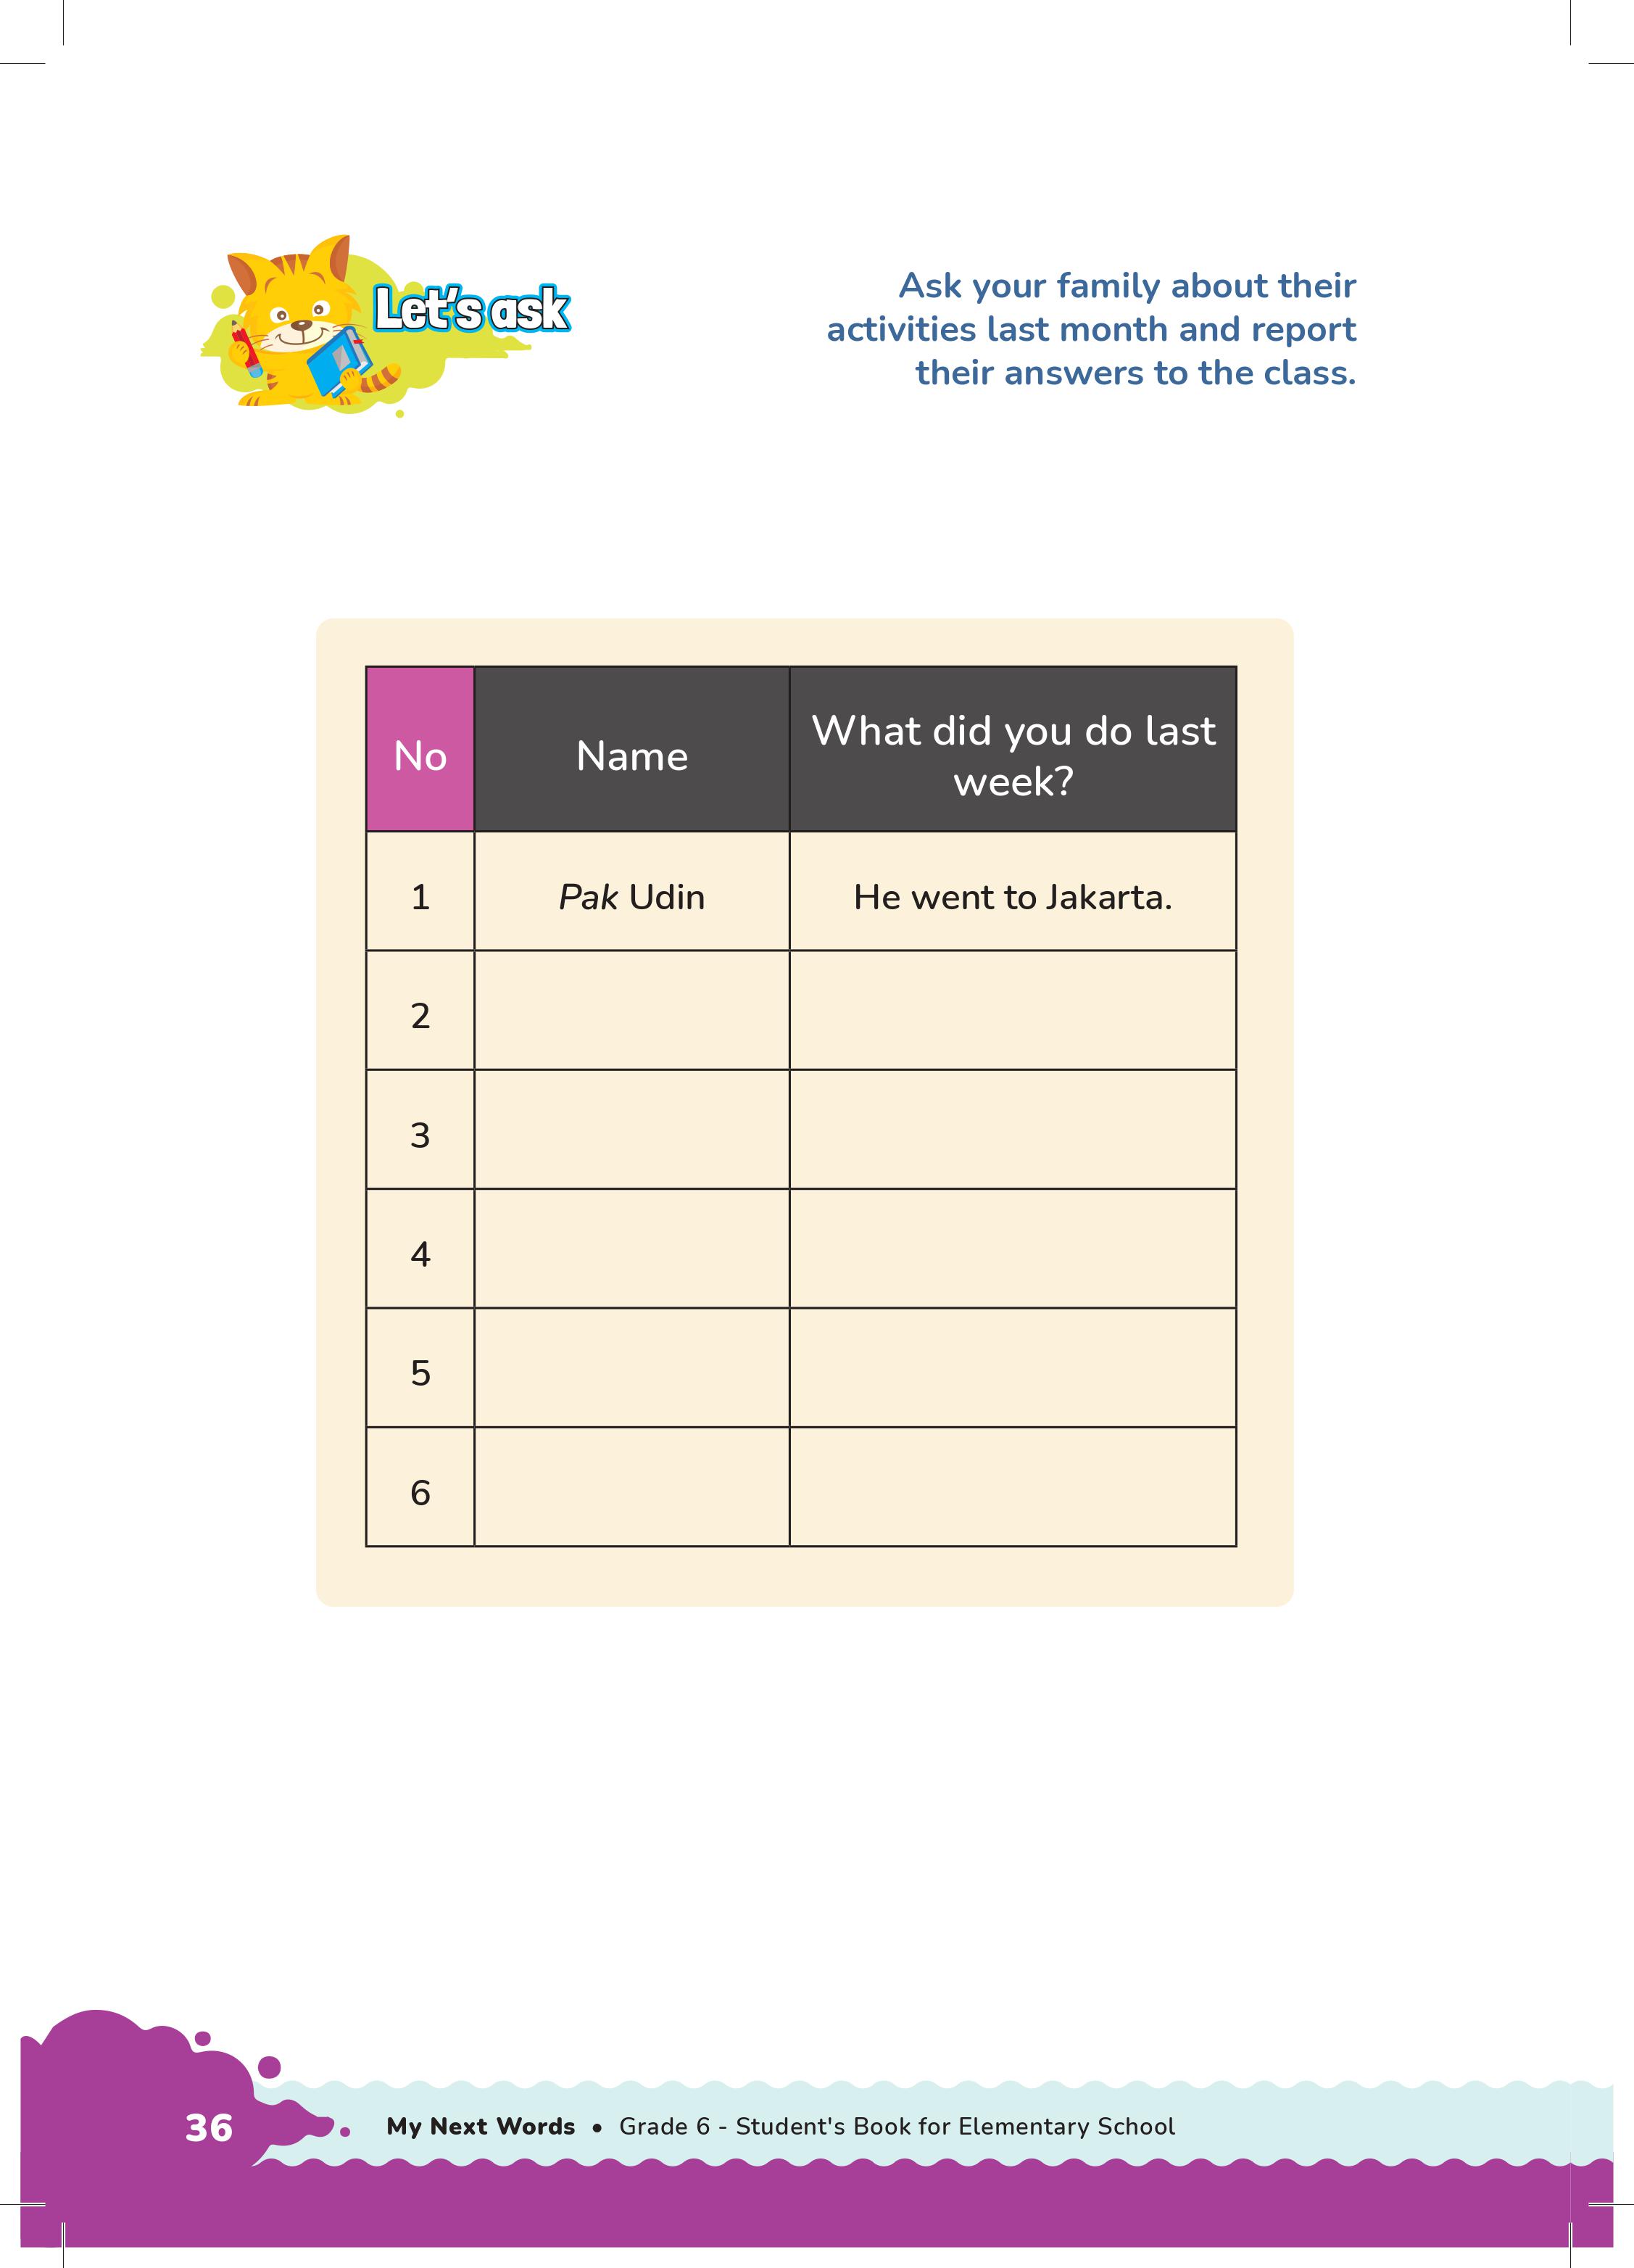 Let's ask
Ask your family about their
activities last month and report
their answers to the class.
No
Name
What did you do last
week?
1
Pak Udin
He went to Jakarta.
2
3
4
5
6
36
My Next Words • Grade 6 - Student's Book for Elementary School